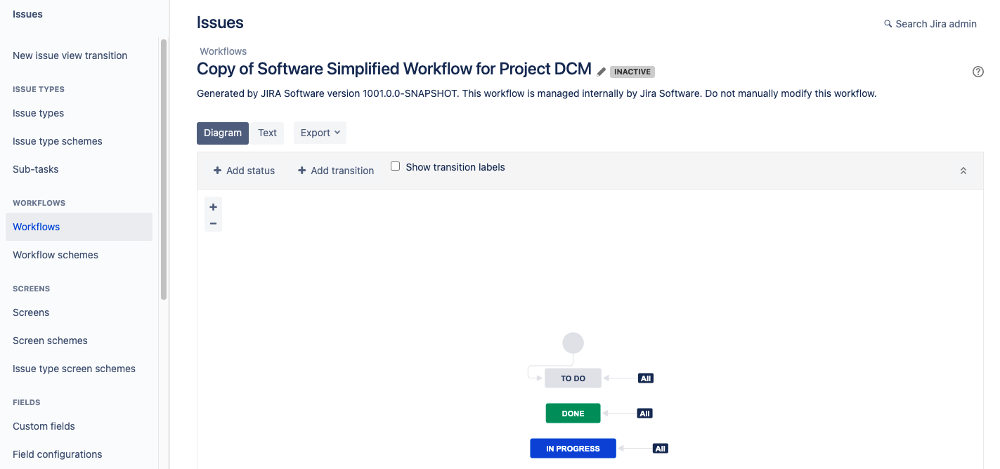 Issues
New issue view transition
ISSUE TYPES
Issue types
Issue type schemes
Sub-tasks
WORKFLOWS
Workflows
Workflow schemes
SCREENS
Screens
Screen schemes
Issue type screen schemes
FIELDS
Custom fields
Field configurations
Issues
Search Jira admin
Workflows
Copy of Software Simplified Workflow for Project DCM INACTIVE
Generated by JIRA Software version 1001.0.0-SNAPSHOT. This workflow is managed internally by Jira Software. Do not manually modify this workflow.
Diagram Text Export
+ Add status + Add transition Show transition labels
+
−
TO DO All
DONE All
IN PROGRESS All